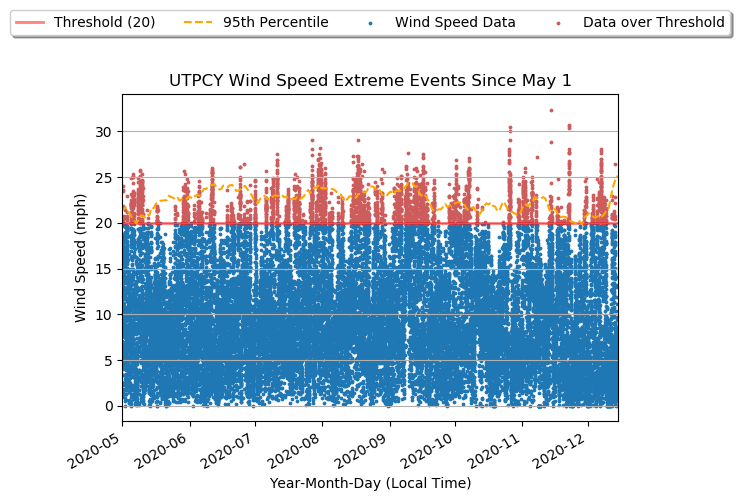 Threshold (20) 95th Percentile Wind Speed Data Data over Threshold
UTPCY Wind Speed Extreme Events Since May 1
Wind Speed (mph)
30
25
20
15
10
5
0
2020-05 2020-06 2020-07 2020-08 2020-09 2020-10 2020-11 2020-12
Year-Month-Day (Local Time)